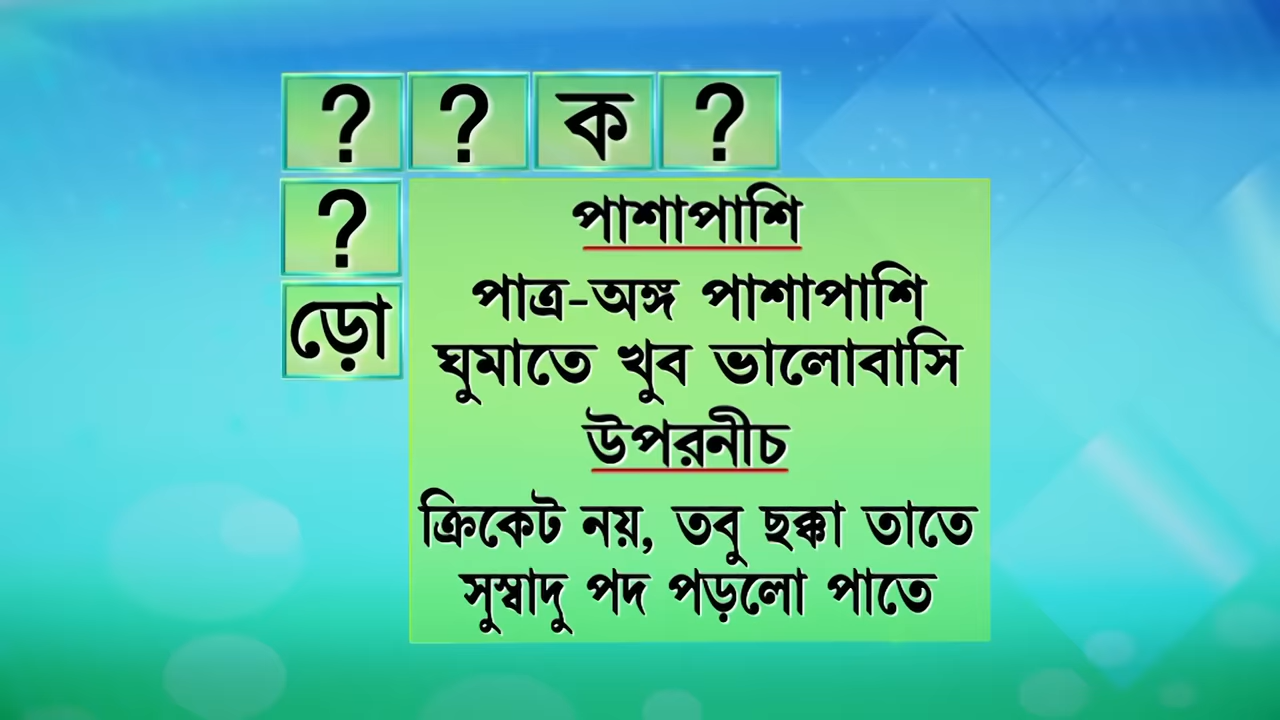 ? ? ক ?
?
ড়ো
পাশাপাশি
পাত্র-অঙ্গ পাশাপাশি
ঘুমাতে খুব ভালোবাসি
উপরনীচ
ক্রিকেট নয়, তবু ছক্কা তাতে
সুস্বাদু পদ পড়লো পাতে